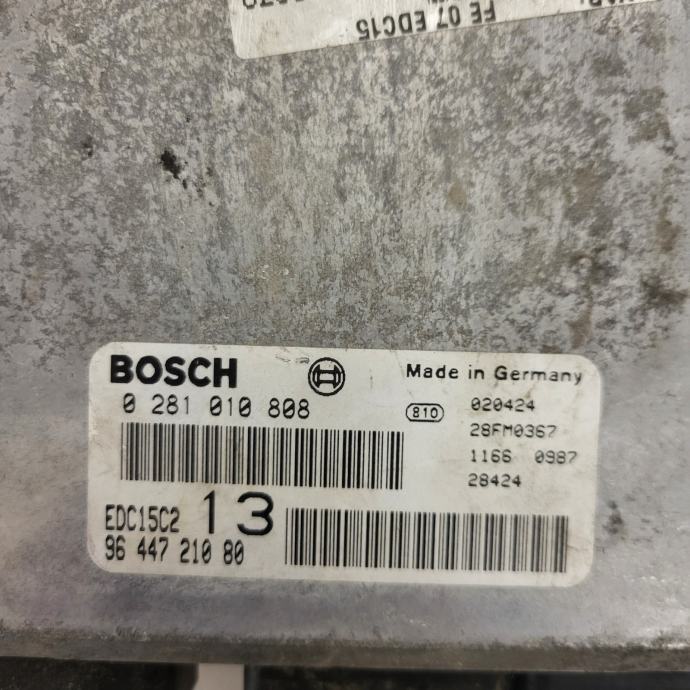 FE 07 EDC15
BOSCH
Made in Germany
0 281 010 808
810
020424
28FM0367
1166 0987
28424
EDC15C2 13
96 447 210 80